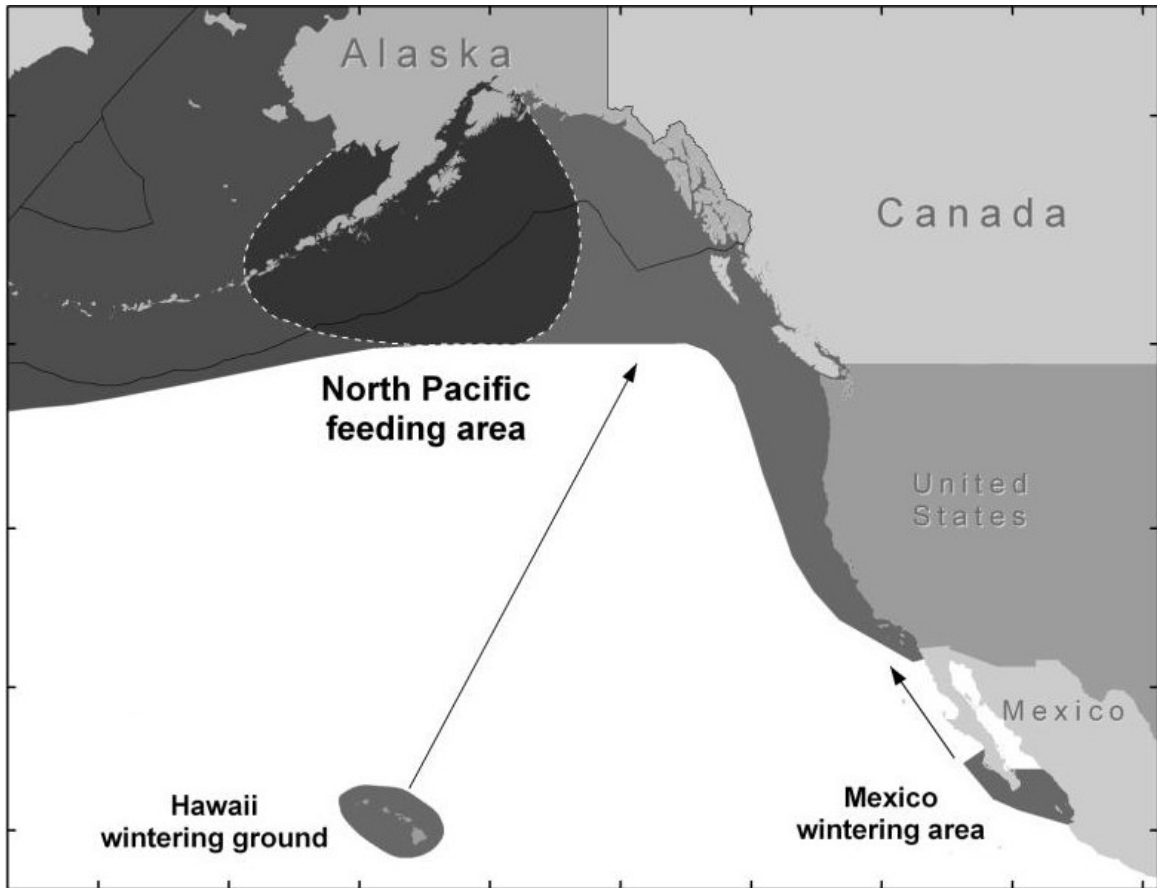 Alaska
Canada
North Pacific
feeding area
United
States
Mexico
Hawaii
wintering ground
Mexico
wintering area